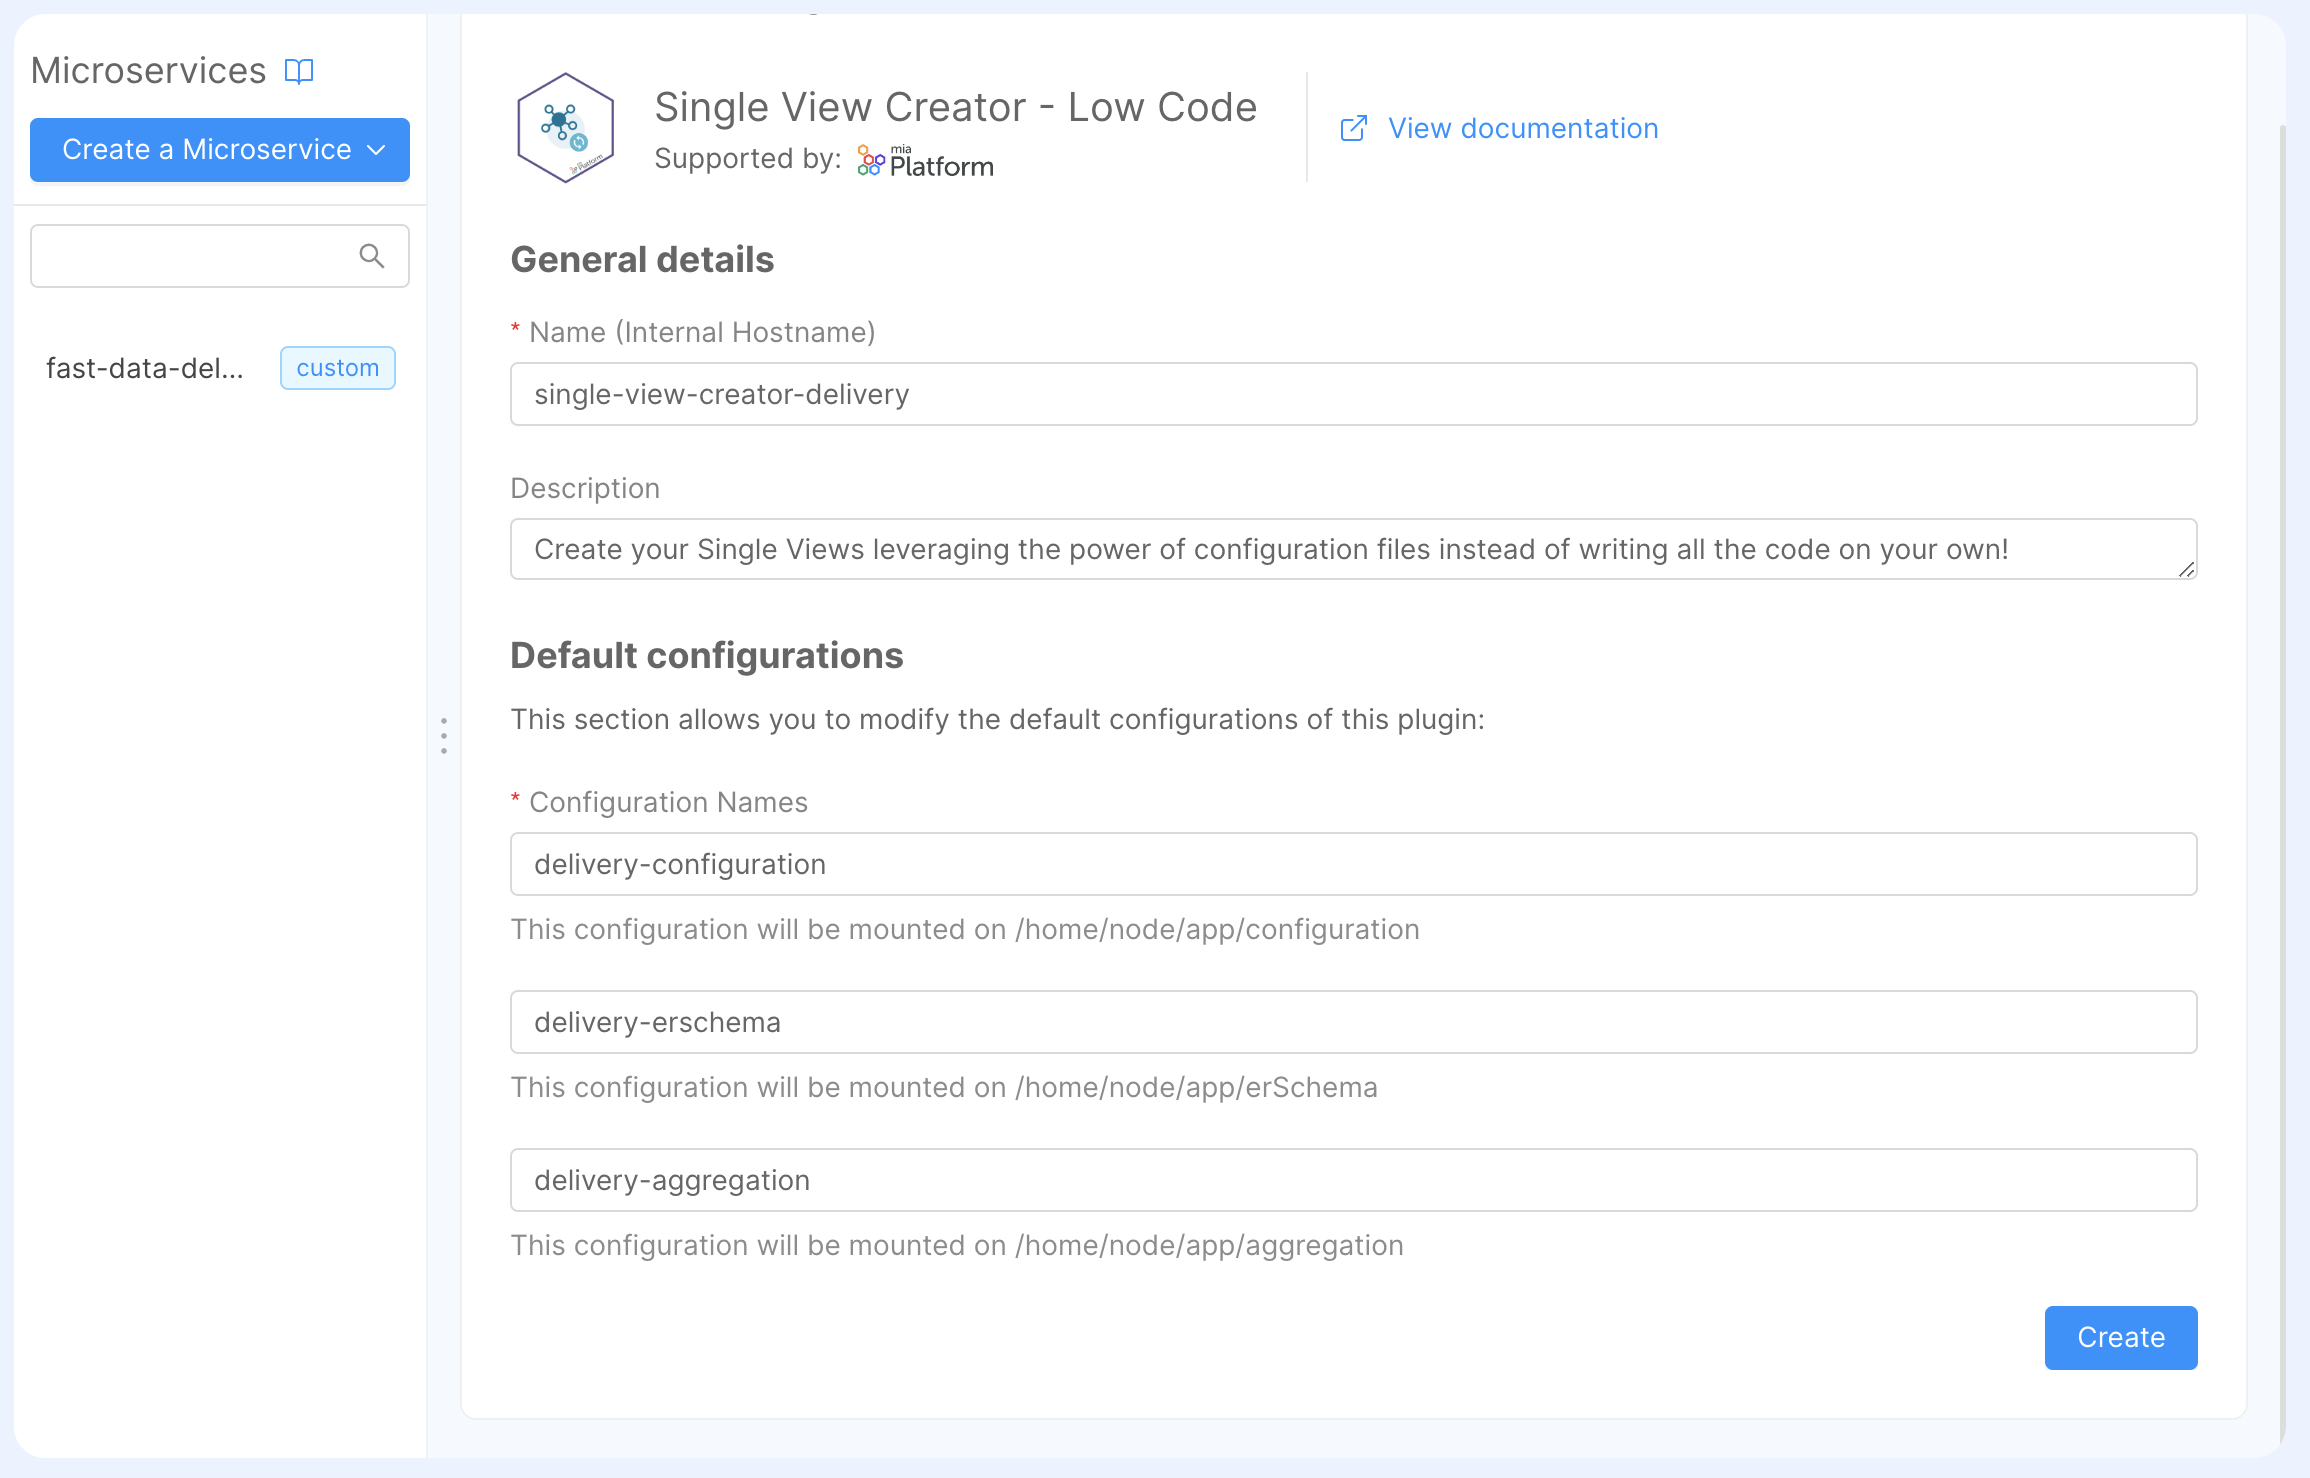 Microservices
Create a Microservice
fast-data-del...
custom
Single View Creator - Low Code
Supported by:
mia
Platform
View documentation
General details
* Name (Internal Hostname)
single-view-creator-delivery
Description
Create your Single Views leveraging the power of configuration files instead of writing all the code on your own!
Default configurations
This section allows you to modify the default configurations of this plugin:
* Configuration Names
delivery-configuration
This configuration will be mounted on /home/node/app/configuration
delivery-erschema
This configuration will be mounted on /home/node/app/erSchema
delivery-aggregation
This configuration will be mounted on /home/node/app/aggregation
Create